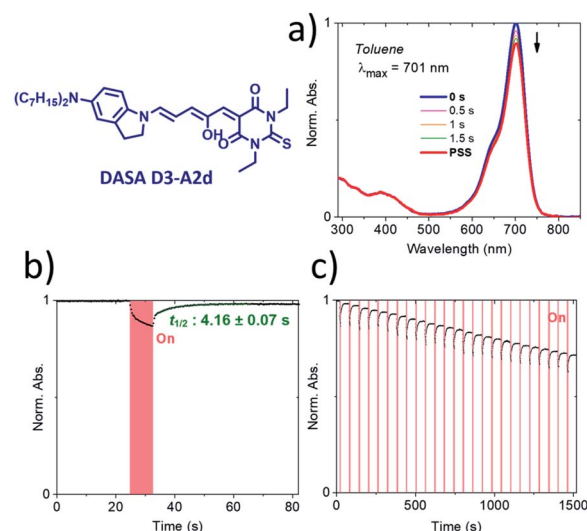 a)
(C7H15)2N
N
OH
O
O
N
N
S
DASA D3-A2d
Norm. Abs.
1
0
Toluene
λmax = 701 nm
0 s
0.5 s
1 s
1.5 s
PSS
300 400 500 600 700 800
Wavelength (nm)
b)
Norm. Abs.
1
0
t1/2 : 4.16 ± 0.07 s
On
0 20 40 60 80
Time (s)
c)
Norm. Abs.
1
0
On
0 500 1000 1500
Time (s)